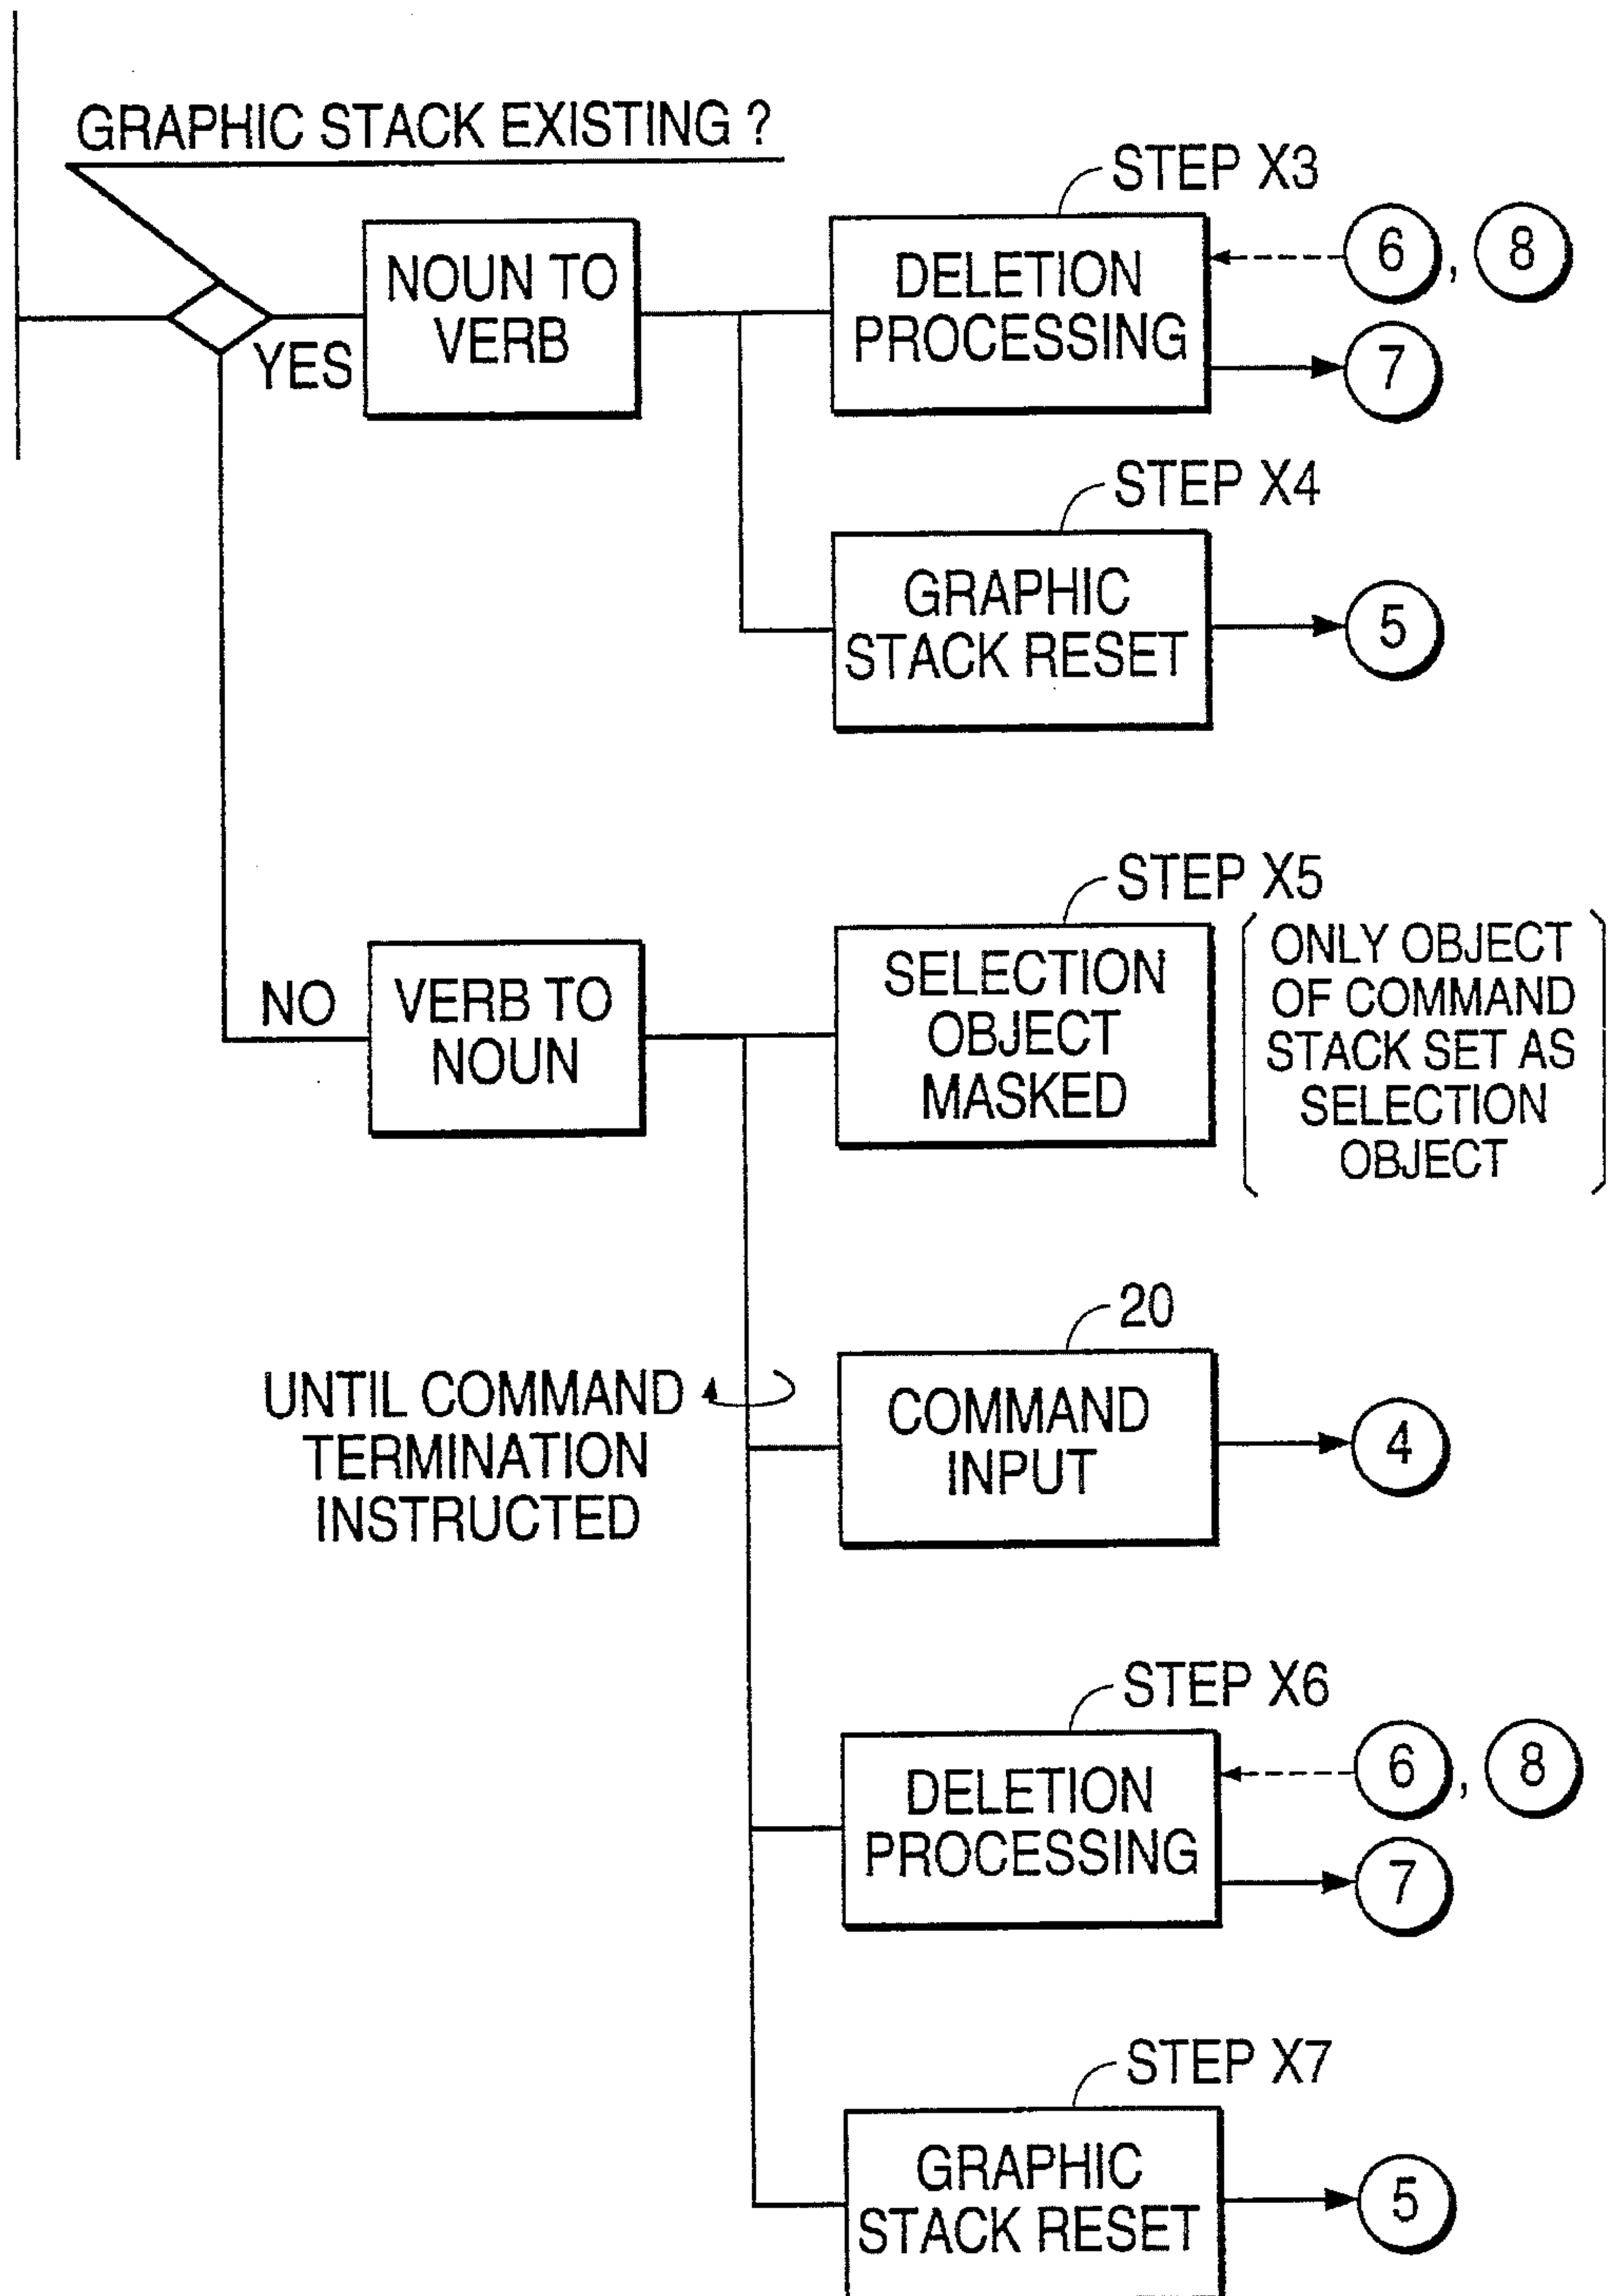 GRAPHIC STACK EXISTING ?
STEP X3
NOUN TO
VERB
YES
DELETION
PROCESSING
6, 8
7
STEP X4
GRAPHIC
STACK RESET
5
STEP X5
NO
VERB TO
NOUN
SELECTION
OBJECT
MASKED
ONLY OBJECT
OF COMMAND
STACK SET AS
SELECTION
OBJECT
20
UNTIL COMMAND
TERMINATION
INSTRUCTED
COMMAND
INPUT
4
STEP X6
DELETION
PROCESSING
6, 8
7
STEP X7
GRAPHIC
STACK RESET
5